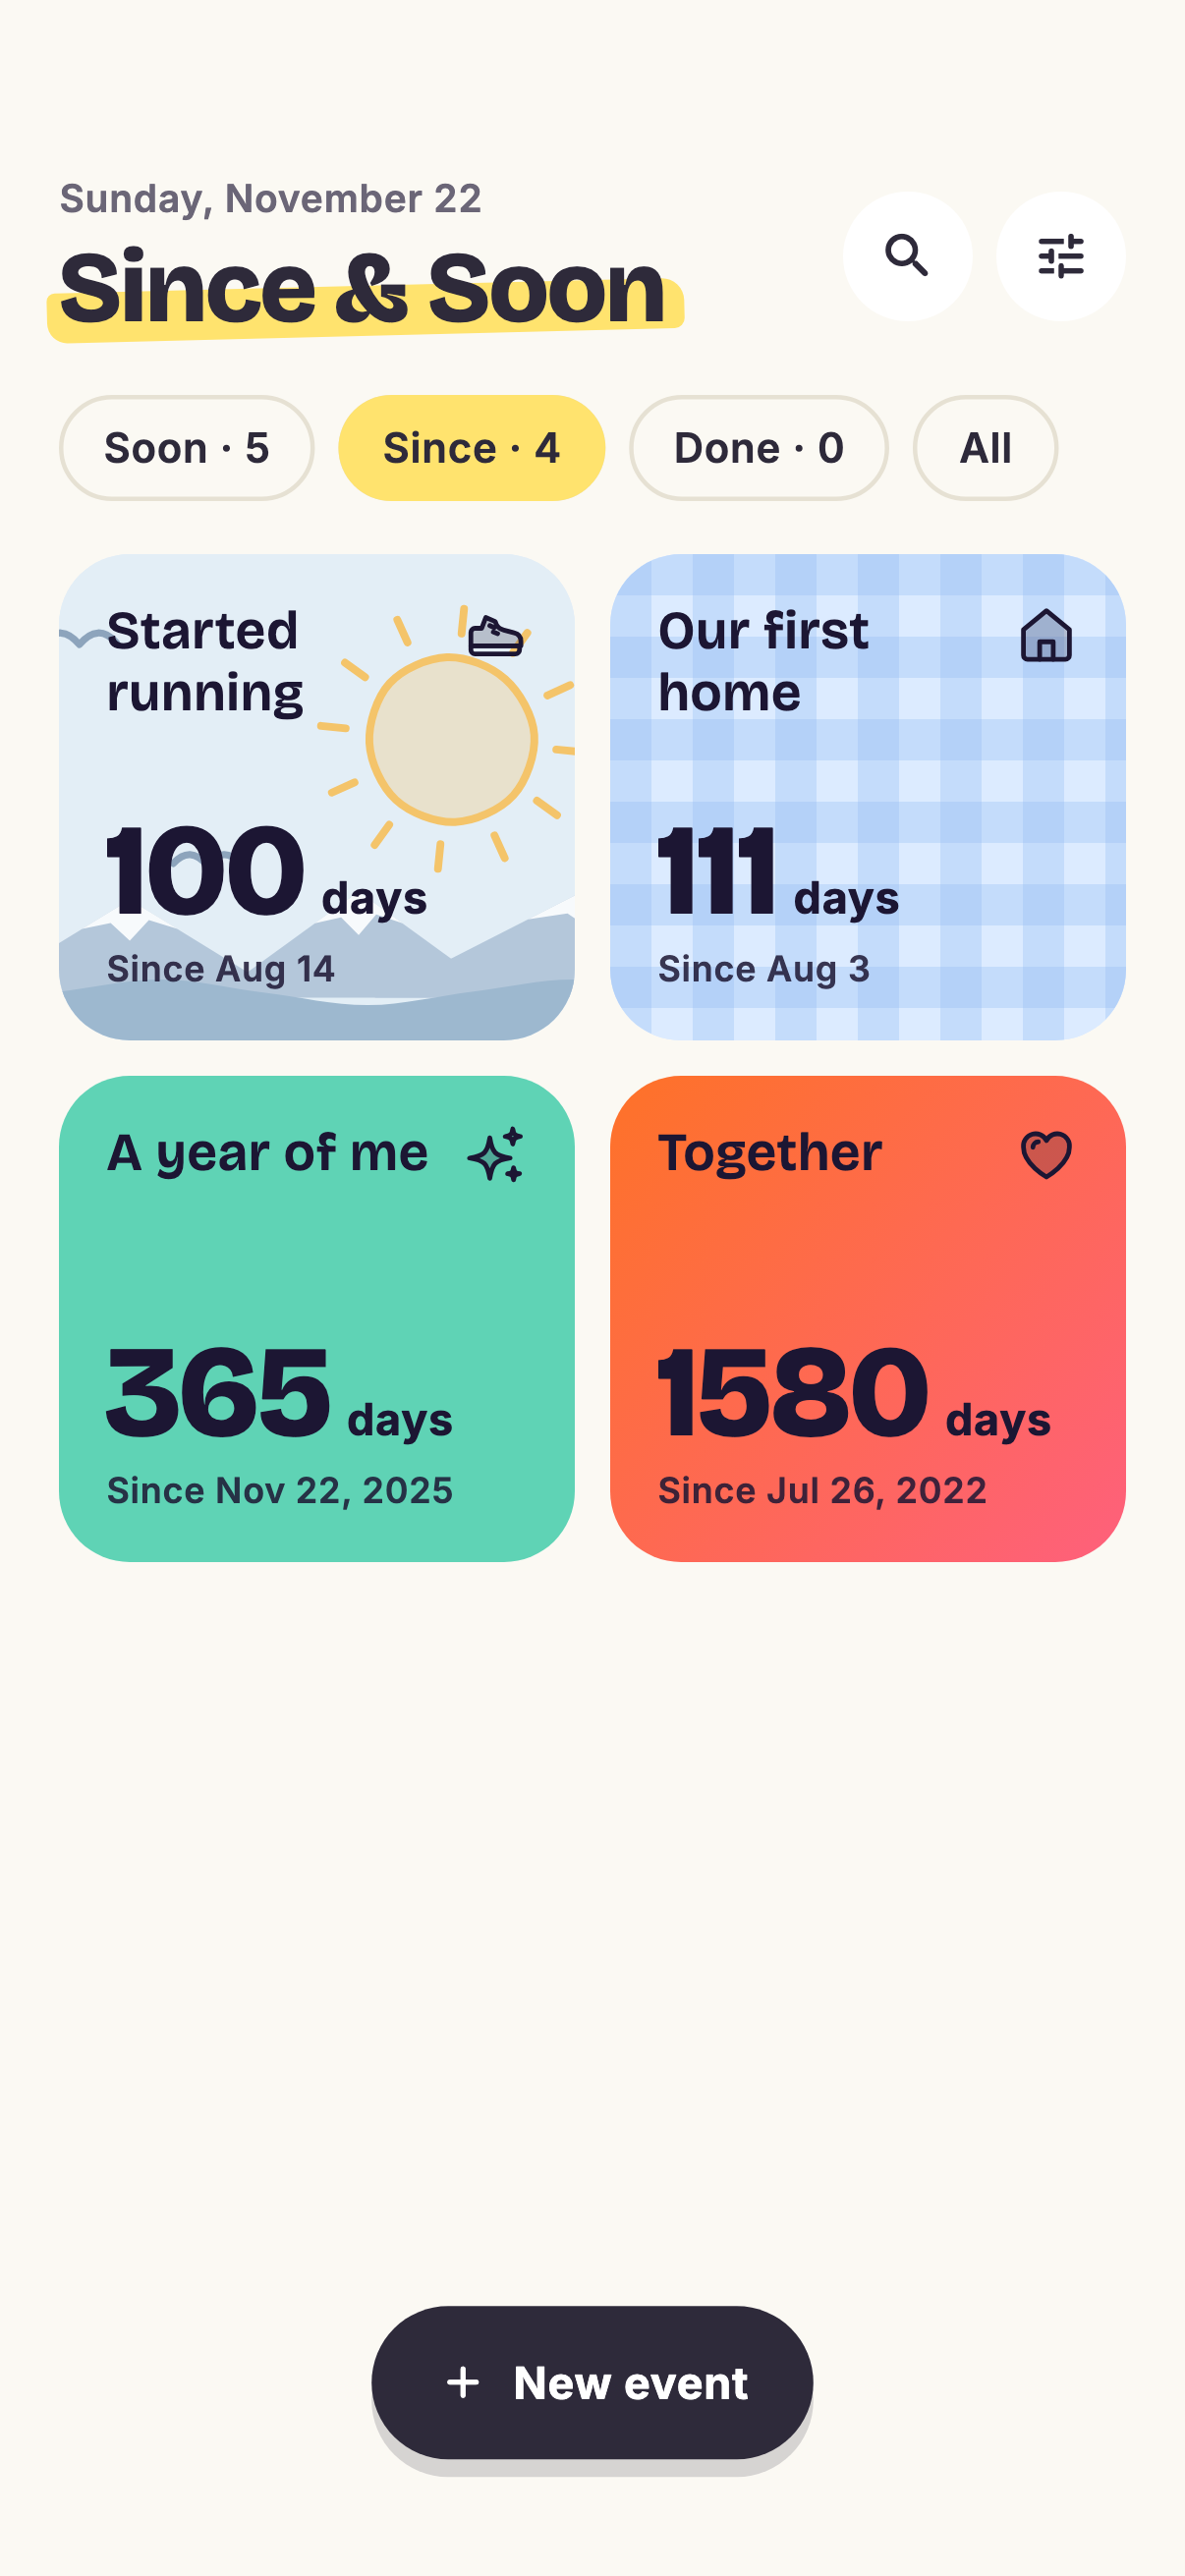 Sunday, November 22
Since & Soon
Soon · 5
Since · 4
Done · 0
All
Started
running
100 days
Since Aug 14
Our first
home
111 days
Since Aug 3
A year of me
365 days
Since Nov 22, 2025
Together
1580 days
Since Jul 26, 2022
+ New event